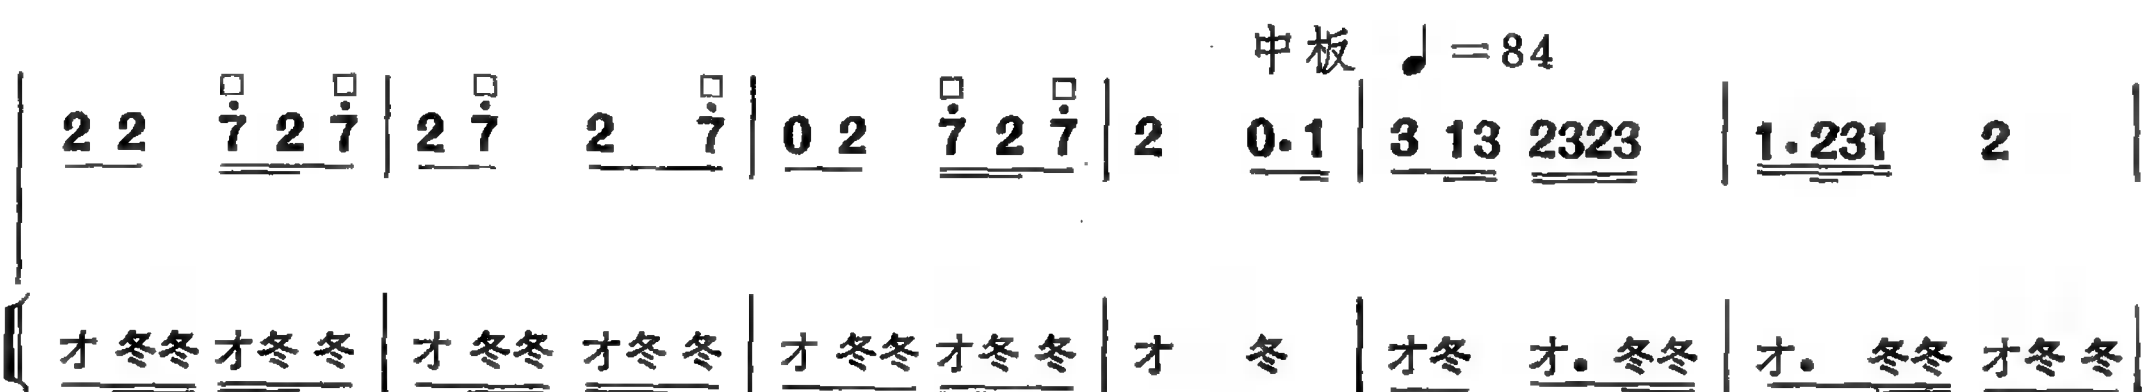 中板 ♩=84
2 2 7̇ 2 7̇ | 2 7̇ 2 7̇ | 0 2 7̇ 2 7̇ | 2 0·1 | 3 13 2323 | 1·231 2 |
才 冬冬 才冬 冬 | 才 冬冬 才冬 冬 | 才 冬冬 才冬 冬 | 才 冬 | 才冬 才. 冬冬 | 才. 冬冬 才冬 冬 |